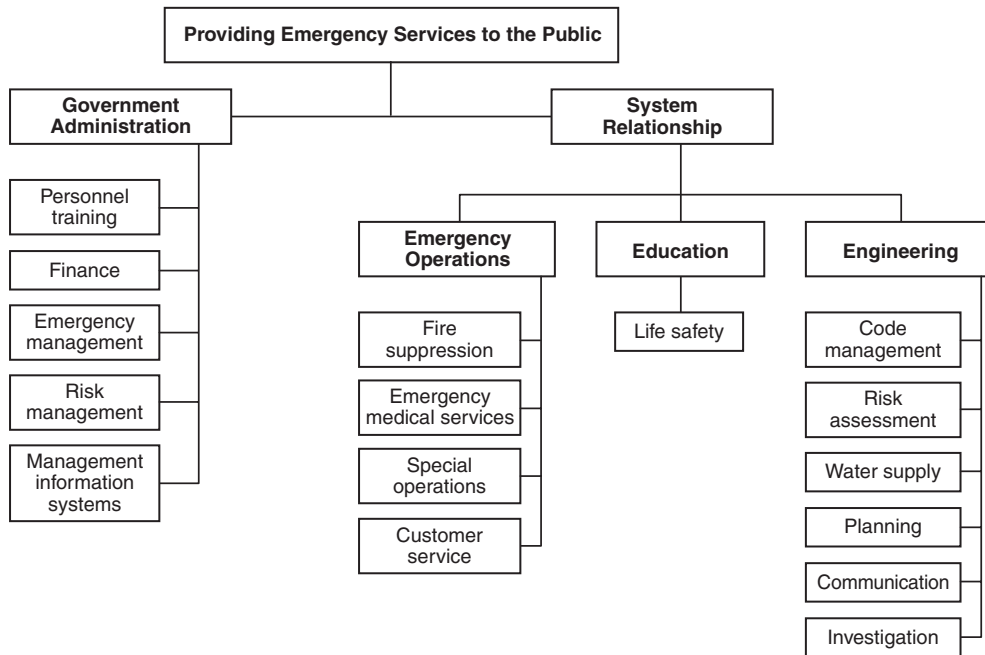 Providing Emergency Services to the Public
Government
Administration
System
Relationship
Personnel
training
Finance
Emergency
management
Risk
management
Management
information
systems
Emergency
Operations
Fire
suppression
Emergency
medical services
Special
operations
Customer
service
Education
Life safety
Engineering
Code
management
Risk
assessment
Water supply
Planning
Communication
Investigation